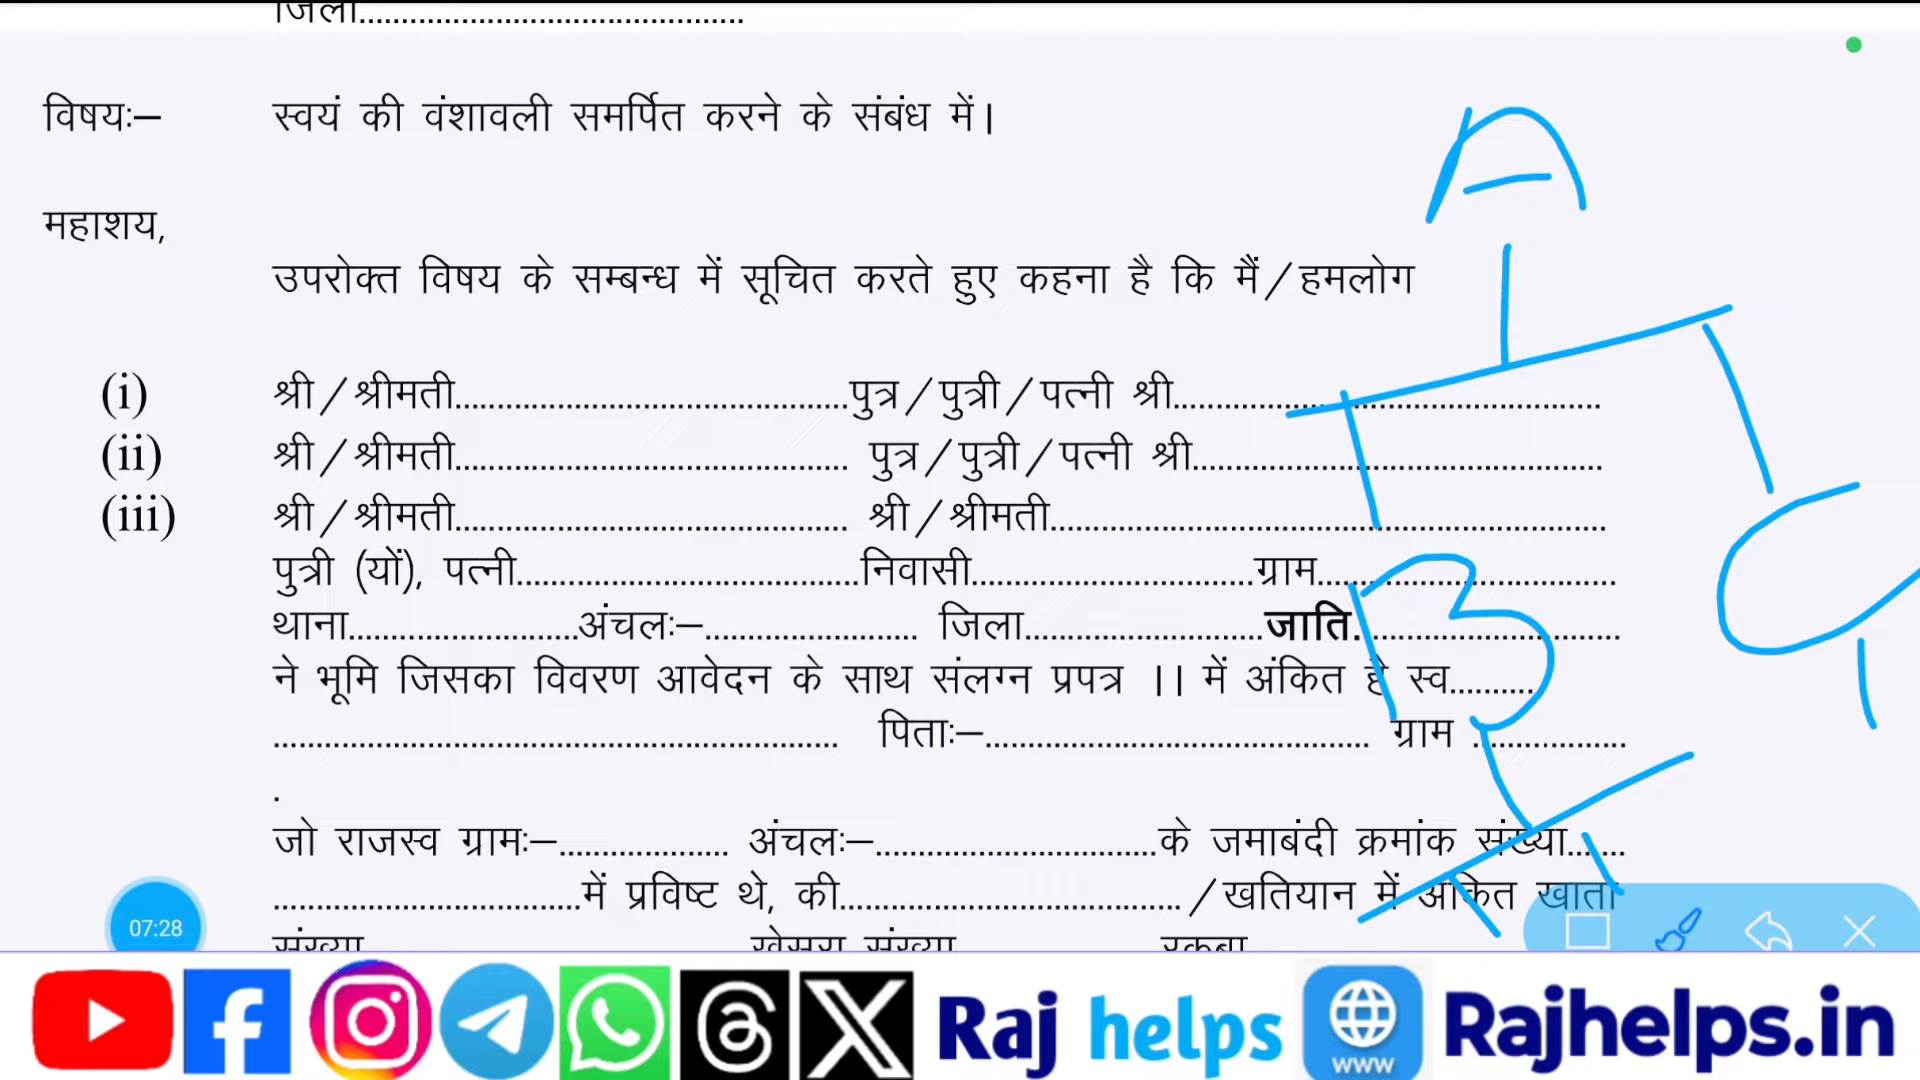 जिला..............................................
विषयः– स्वयं की वंशावली समर्पित करने के संबंध में।
महाशय,
उपरोक्त विषय के सम्बन्ध में सूचित करते हुए कहना है कि मैं/हमलोग
(i) श्री/श्रीमती...............................................पुत्र/पुत्री/पत्नी श्री...................................................
(ii) श्री/श्रीमती............................................... पुत्र/पुत्री/पत्नी श्री.................................................
(iii) श्री/श्रीमती............................................... श्री/श्रीमती..................................................................
पुत्री (यों), पत्नी.........................................निवासी..................................ग्राम....................................
थाना...........................अंचलः–......................... जिला............................जाति................................
ने भूमि जिसका विवरण आवेदन के साथ संलग्न प्रपत्र ।। में अंकित है स्व..........
.................................................................... पिताः–.............................................. ग्राम ..................
.
जो राजस्व ग्रामः–.................... अंचलः–.................................के जमाबंदी क्रमांक संख्या.......
.....................................में प्रविष्ट थे, की........................................./खतियान में अंकित खाता
संख्या खेसरा संख्या रकबा
A
B
C
07:28
Raj helps
www
Rajhelps.in